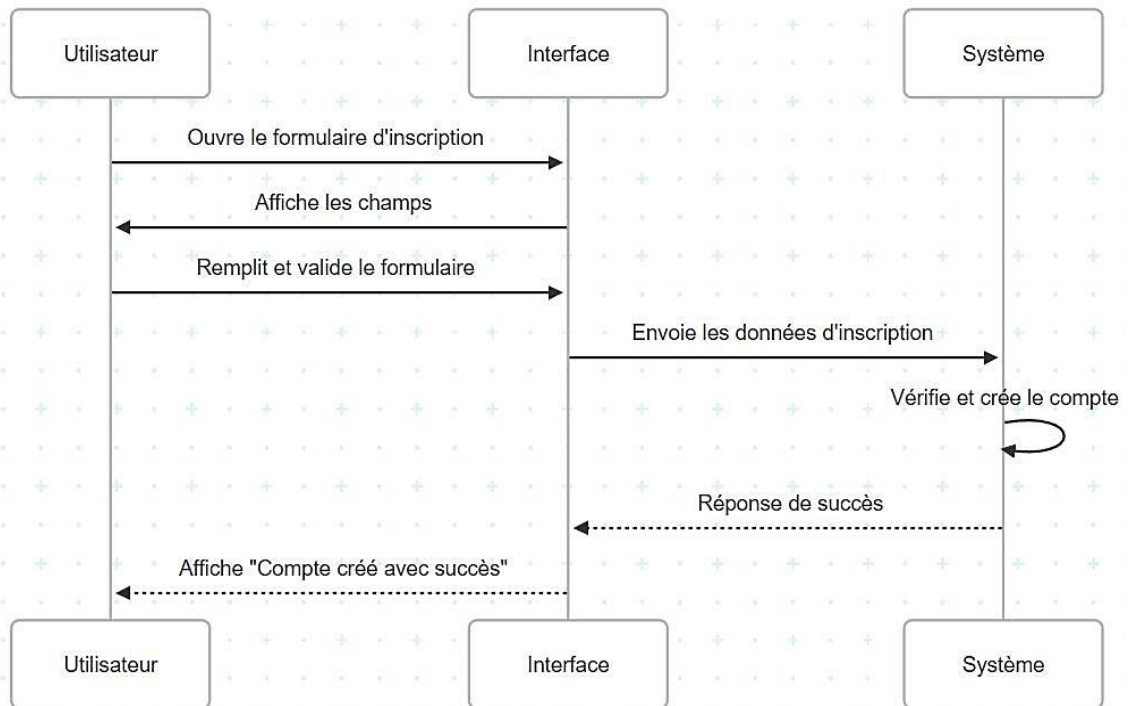 Utilisateur
Interface
Système
Ouvre le formulaire d'inscription
Affiche les champs
Remplit et valide le formulaire
Envoie les données d'inscription
Vérifie et crée le compte
Réponse de succès
Affiche "Compte créé avec succès"
Utilisateur
Interface
Système